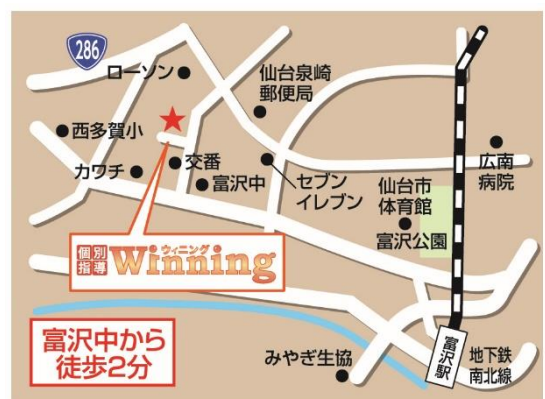 286
ローソン
仙台泉崎
郵便局
西多賀小
カワチ
交番
富沢中
セブン
イレブン
仙台市
体育館
富沢公園
広南
病院
個別
指導
ウィニング
Winning
富沢中から
徒歩2分
みやぎ生協
富沢駅
地下鉄
南北線